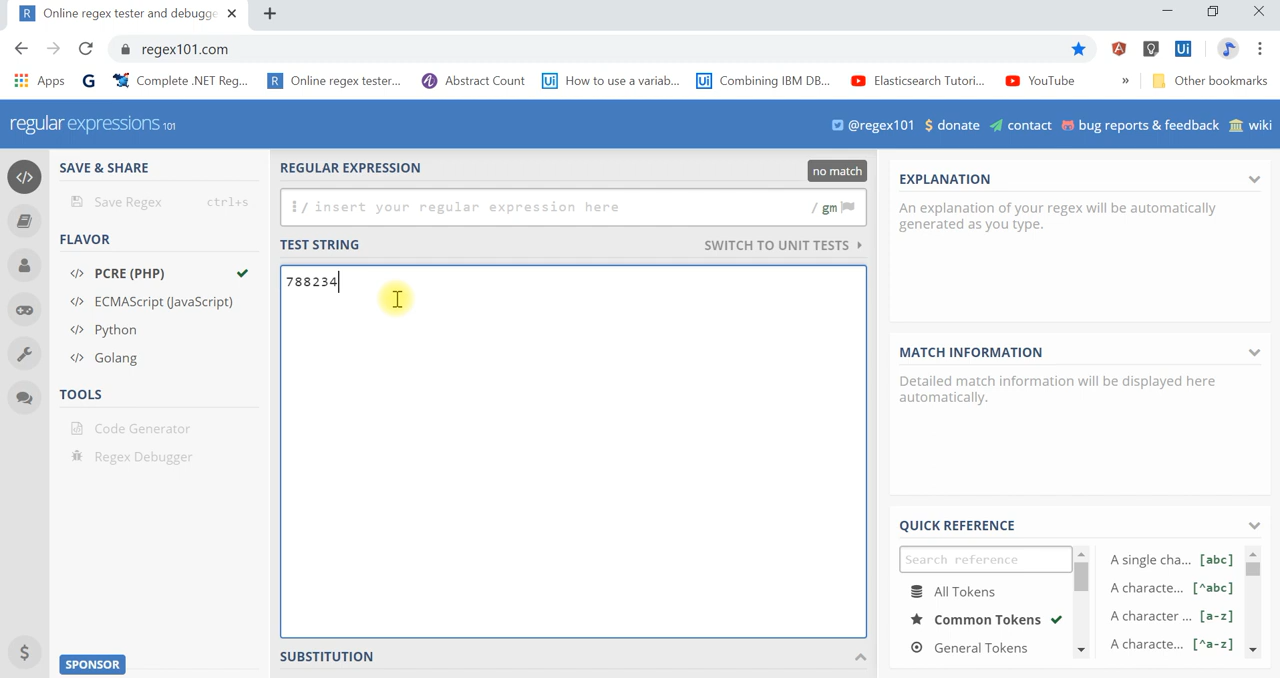 R Online regex tester and debugge
regex101.com
Apps G Complete .NET Reg... R Online regex tester... Abstract Count Ui How to use a variab... Ui Combining IBM DB... Elasticsearch Tutori... YouTube » Other bookmarks
regular expressions 101 @regex101 $ donate contact bug reports & feedback wiki
SAVE & SHARE
Save Regex ctrl+s
FLAVOR
</> PCRE (PHP)
</> ECMAScript (JavaScript)
</> Python
</> Golang
TOOLS
Code Generator
Regex Debugger
SPONSOR
REGULAR EXPRESSION no match
/ insert your regular expression here / gm
TEST STRING SWITCH TO UNIT TESTS
788234
SUBSTITUTION
EXPLANATION
An explanation of your regex will be automatically
generated as you type.
MATCH INFORMATION
Detailed match information will be displayed here
automatically.
QUICK REFERENCE
Search reference
All Tokens
Common Tokens
General Tokens
A single cha... [abc]
A characte... [^abc]
A character ... [a-z]
A characte... [^a-z]